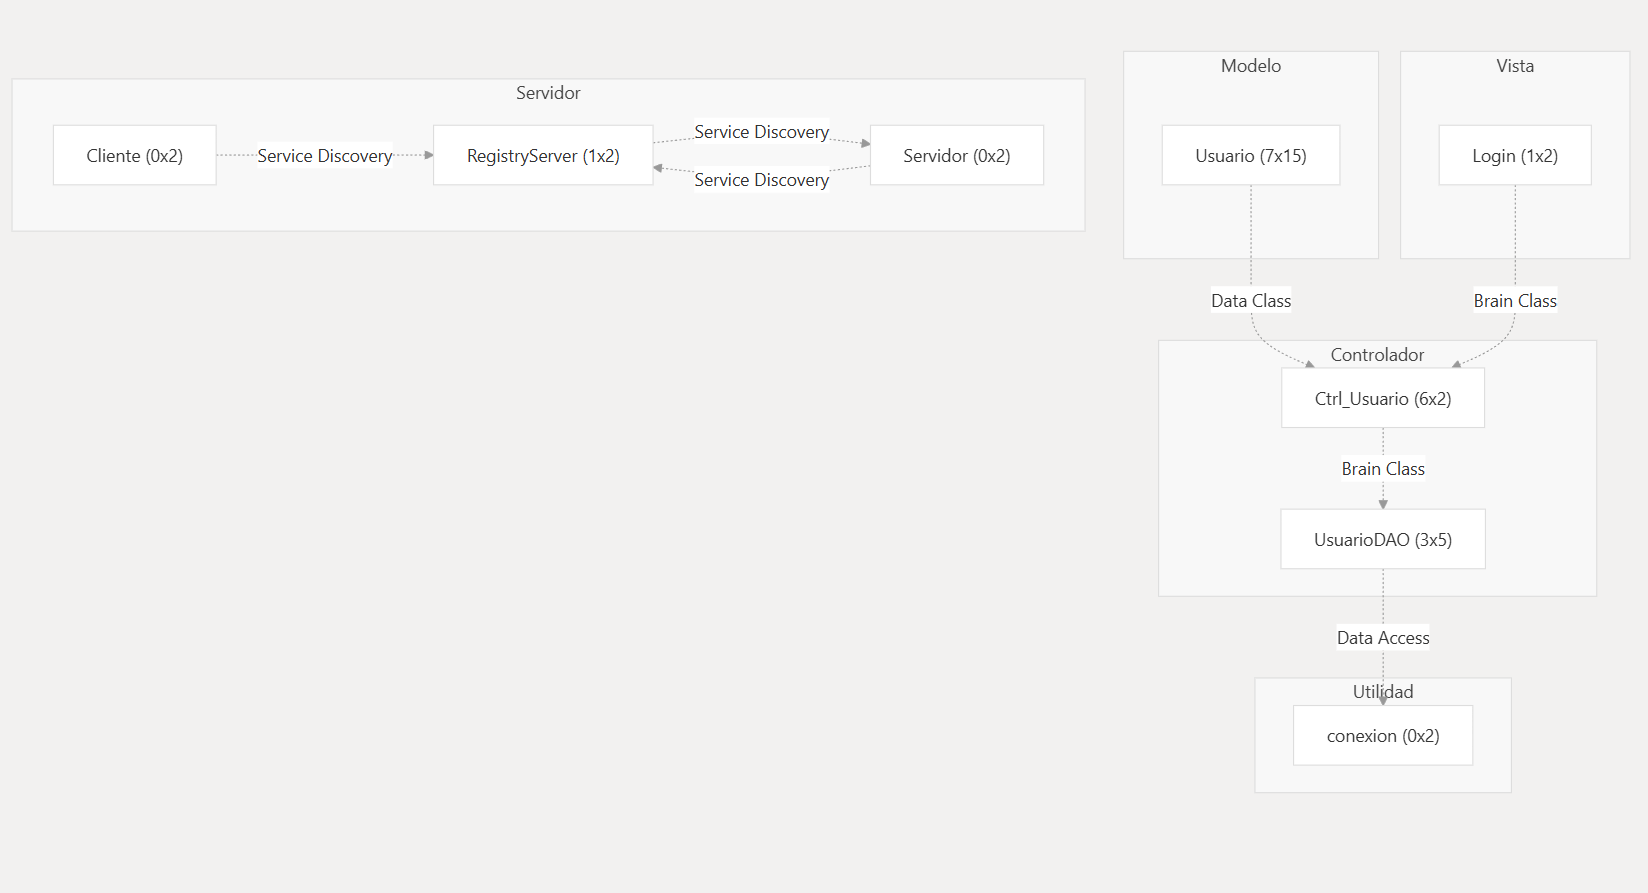 Servidor
Cliente (0x2)
Service Discovery
RegistryServer (1x2)
Service Discovery
Service Discovery
Servidor (0x2)
Modelo
Usuario (7x15)
Vista
Login (1x2)
Data Class
Brain Class
Controlador
Ctrl_Usuario (6x2)
Brain Class
UsuarioDAO (3x5)
Data Access
Utilidad
conexion (0x2)